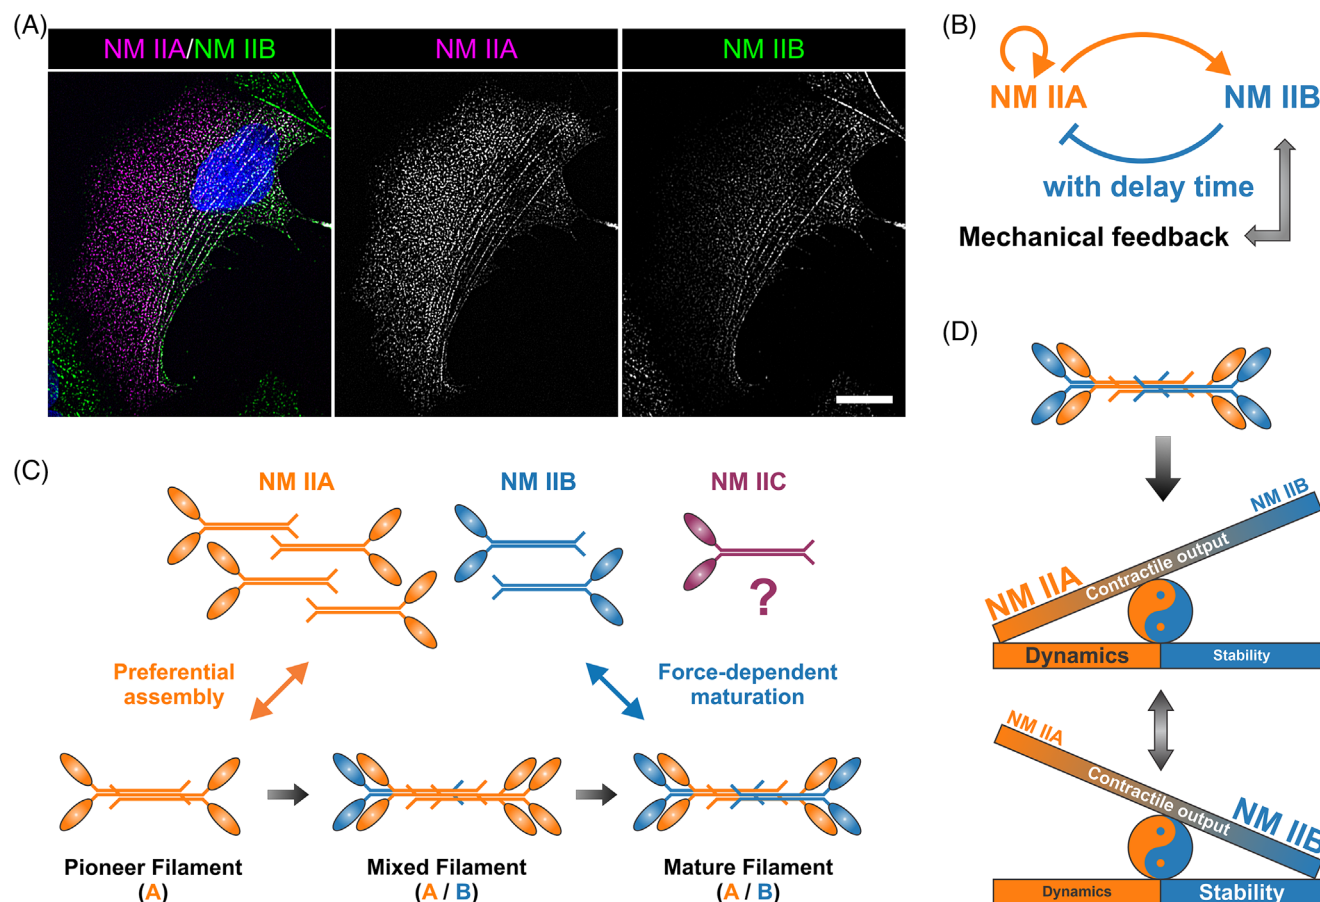 (A)
NM IIA/NM IIB
NM IIA
NM IIB
(B)
NM IIA
NM IIB
with delay time
Mechanical feedback
(C)
NM IIA
NM IIB
NM IIC
?
Preferential
assembly
Force-dependent
maturation
Pioneer Filament
(A)
Mixed Filament
(A / B)
Mature Filament
(A / B)
(D)
NM IIA
Contractile output
NM IIB
Dynamics
Stability
NM IIA
Contractile output
NM IIB
Dynamics
Stability